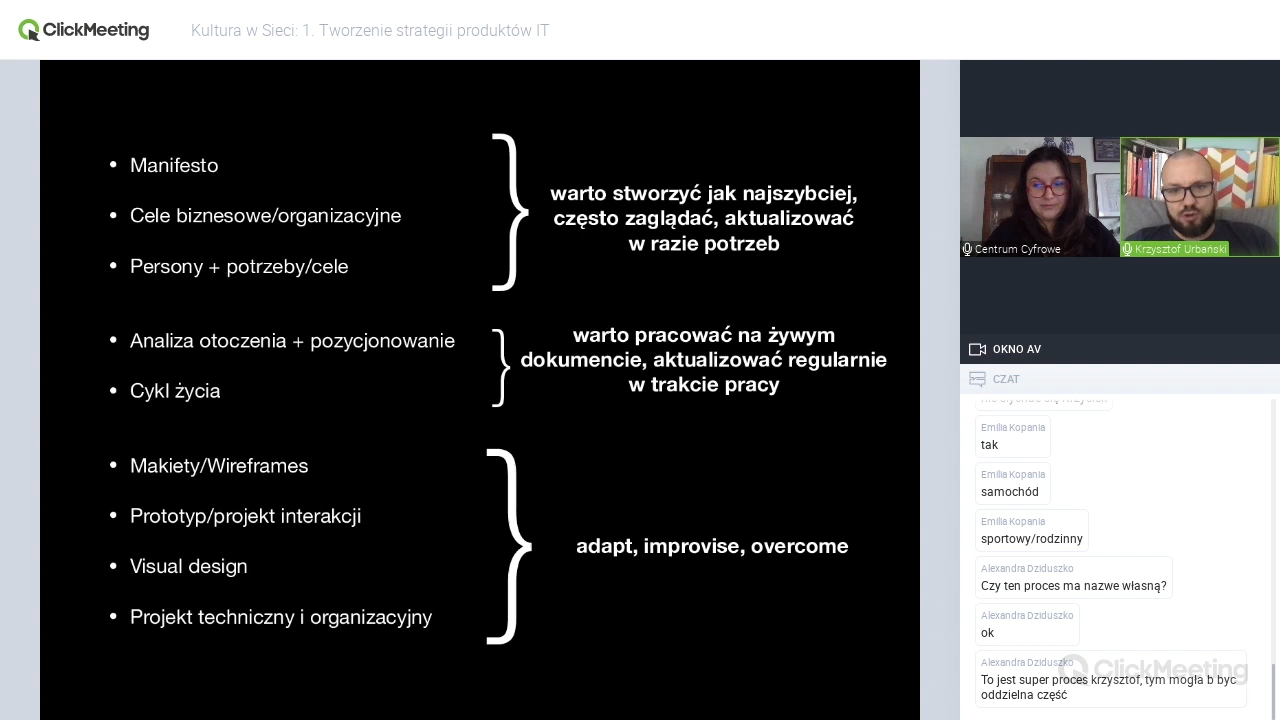 ClickMeeting
Kultura w Sieci: 1. Tworzenie strategii produktów IT
• Manifesto
• Cele biznesowe/organizacyjne
• Persony + potrzeby/cele
warto stworzyć jak najszybciej,
często zaglądać, aktualizować
w razie potrzeb
• Analiza otoczenia + pozycjonowanie
• Cykl życia
warto pracować na żywym
dokumencie, aktualizować regularnie
w trakcie pracy
• Makiety/Wireframes
• Prototyp/projekt interakcji
• Visual design
• Projekt techniczny i organizacyjny
adapt, improvise, overcome
Centrum Cyfrowe
Krzysztof Urbański
OKNO AV
CZAT
Emilia Kopania
tak
Emilia Kopania
samochód
Emilia Kopania
sportowy/rodzinny
Alexandra Dziduszko
Czy ten proces ma nazwe własną?
Alexandra Dziduszko
ok
Alexandra Dziduszko
To jest super proces krzysztof, tym mogła b byc
oddzielna część
ClickMeeting